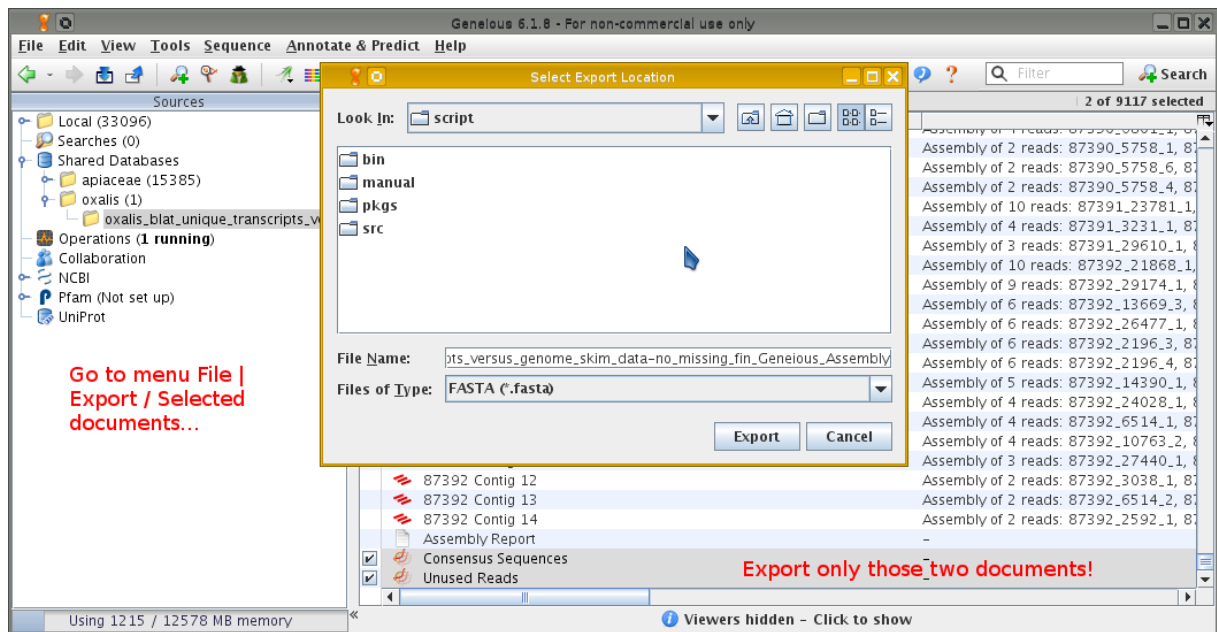 Geneious 6.1.8 - For non-commercial use only
File Edit View Tools Sequence Annotate & Predict Help
Filter
Search
Sources
2 of 9117 selected
Local (33096)
Searches (0)
Shared Databases
apiaceae (15385)
oxalis (1)
oxalis_blat_unique_transcripts_v
Operations (1 running)
Collaboration
NCBI
Pfam (Not set up)
UniProt
Go to menu File |
Export / Selected
documents...
Select Export Location
Look In: script
bin
manual
pkgs
src
File Name: pts_versus_genome_skim_data-no_missing_fin_Geneious_Assembly
Files of Type: FASTA (*.fasta)
Export Cancel
Assembly of 2 reads: 87390_5758_1, 87
Assembly of 2 reads: 87390_5758_6, 87
Assembly of 2 reads: 87390_5758_4, 87
Assembly of 10 reads: 87391_23781_1,
Assembly of 4 reads: 87391_3231_1, 87
Assembly of 3 reads: 87391_29610_1, 8
Assembly of 10 reads: 87392_21868_1,
Assembly of 9 reads: 87392_29174_1, 8
Assembly of 6 reads: 87392_13669_3, 8
Assembly of 6 reads: 87392_26477_1, 8
Assembly of 6 reads: 87392_2196_3, 87
Assembly of 6 reads: 87392_2196_4, 87
Assembly of 5 reads: 87392_14390_1, 8
Assembly of 4 reads: 87392_24028_1, 8
Assembly of 4 reads: 87392_6514_1, 87
Assembly of 4 reads: 87392_10763_2, 8
Assembly of 3 reads: 87392_27440_1, 8
87392 Contig 12 Assembly of 2 reads: 87392_3038_1, 87
87392 Contig 13 Assembly of 2 reads: 87392_6514_2, 87
87392 Contig 14 Assembly of 2 reads: 87392_2592_1, 87
Assembly Report -
Consensus Sequences -
Unused Reads -
Export only those two documents!
Using 1215 / 12578 MB memory
Viewers hidden - Click to show